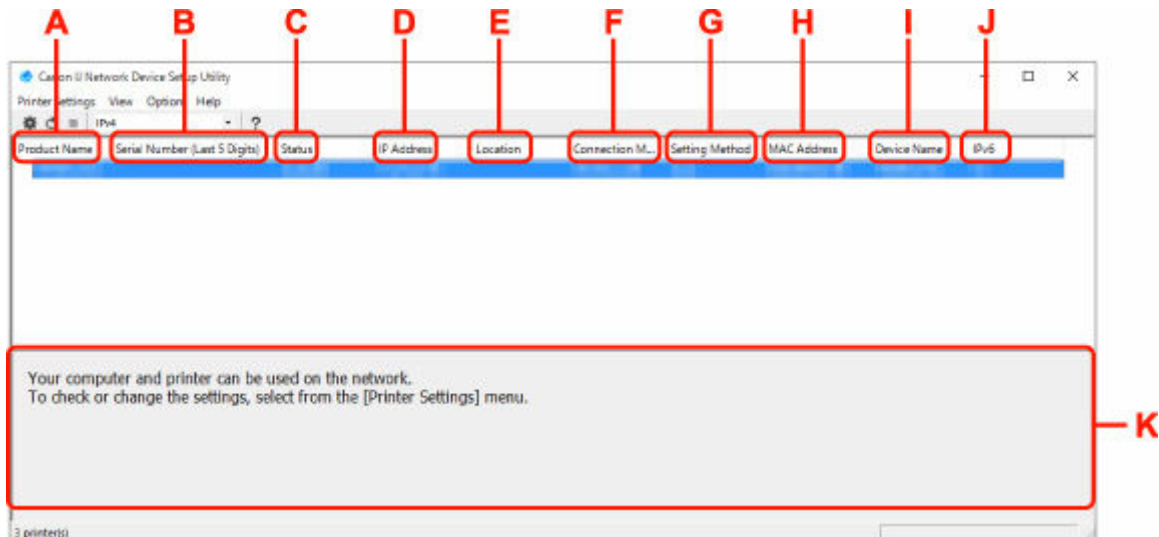 A B C D E F G H I J
Canon IJ Network Device Setup Utility
Printer Settings View Option Help
IPv4 ?
Product Name Serial Number (Last 5 Digits) Status IP Address Location Connection M... Setting Method MAC Address Device Name IPv6
Your computer and printer can be used on the network.
To check or change the settings, select from the [Printer Settings] menu.
K
3 printer(s)